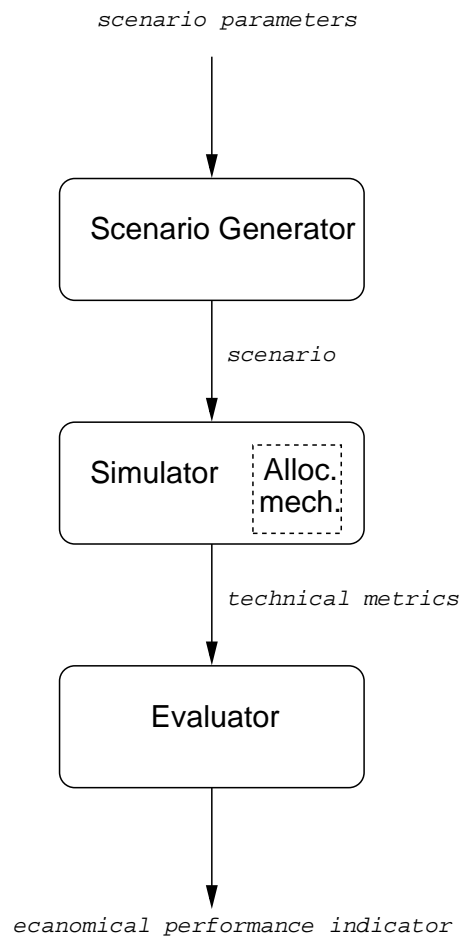 scenario parameters
Scenario Generator
scenario
Simulator
Alloc.
mech.
technical metrics
Evaluator
ecanomical performance indicator